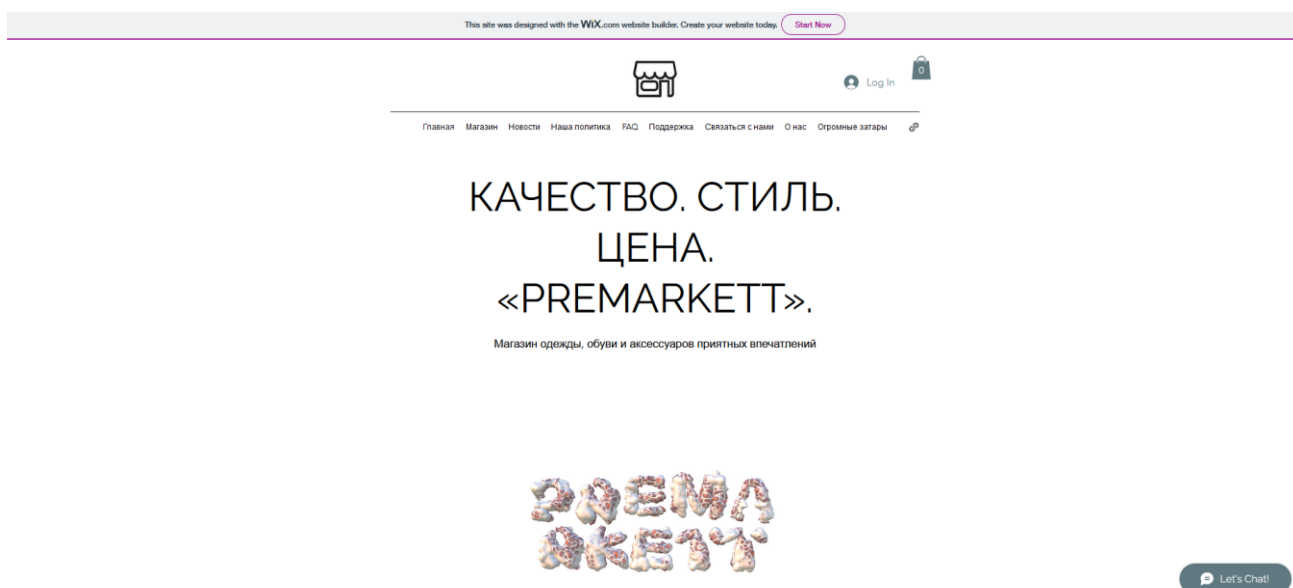 This site was designed with the WiX.com website builder. Create your website today. Start Now
0
Log In
Главная Магазин Новости Наша политика FAQ Поддержка Связаться с нами О нас Огромные затары
КАЧЕСТВО. СТИЛЬ.
ЦЕНА.
«PREMARKETT».
Магазин одежды, обуви и аксессуаров приятных впечатлений
PREMA
RKETT
Let's Chat!